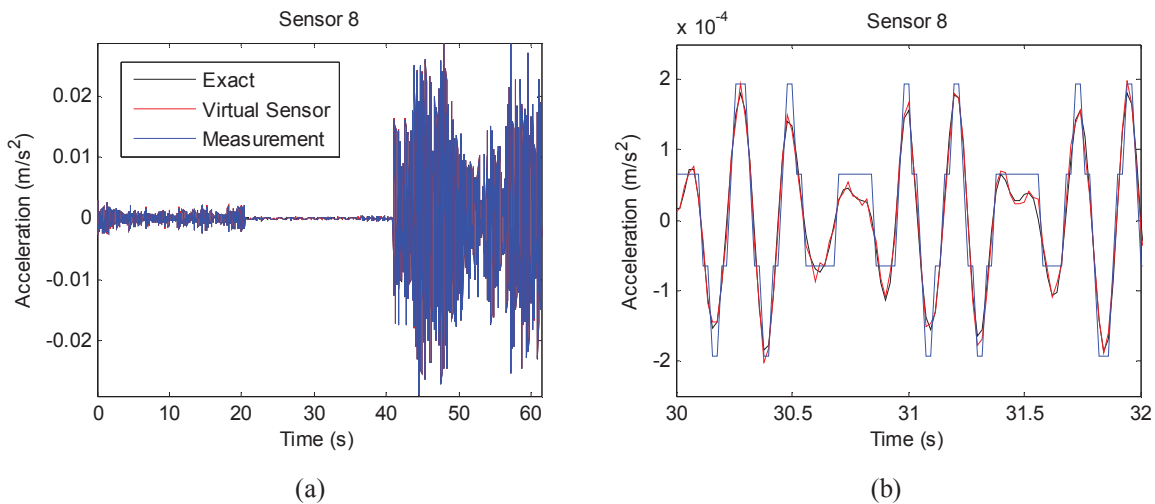 Sensor 8
Acceleration (m/s²)
0.02
0.01
0
-0.01
-0.02
Exact
Virtual Sensor
Measurement
0 10 20 30 40 50 60
Time (s)
(a)
Sensor 8
x 10⁻⁴
Acceleration (m/s²)
2
1
0
-1
-2
30 30.5 31 31.5 32
Time (s)
(b)